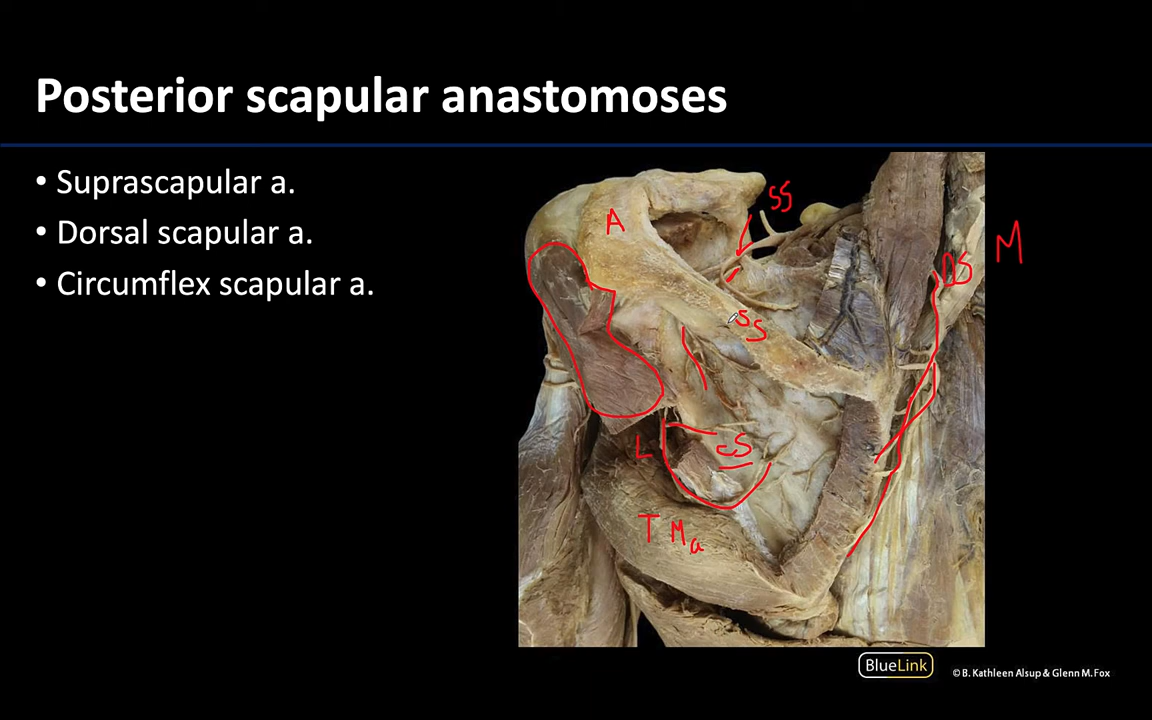 Posterior scapular anastomoses
• Suprascapular a.
• Dorsal scapular a.
• Circumflex scapular a.
SS
A
M
DS
SS
L
CS
T Ma
BlueLink
© B. Kathleen Alsup & Glenn M. Fox